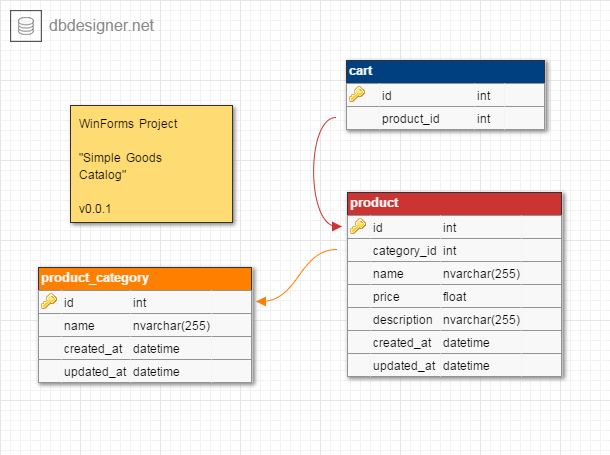 dbdesigner.net
WinForms Project
"Simple Goods
Catalog"
v0.0.1
cart
id int
product_id int
product
id int
category_id int
name nvarchar(255)
price float
description nvarchar(255)
created_at datetime
updated_at datetime
product_category
id int
name nvarchar(255)
created_at datetime
updated_at datetime